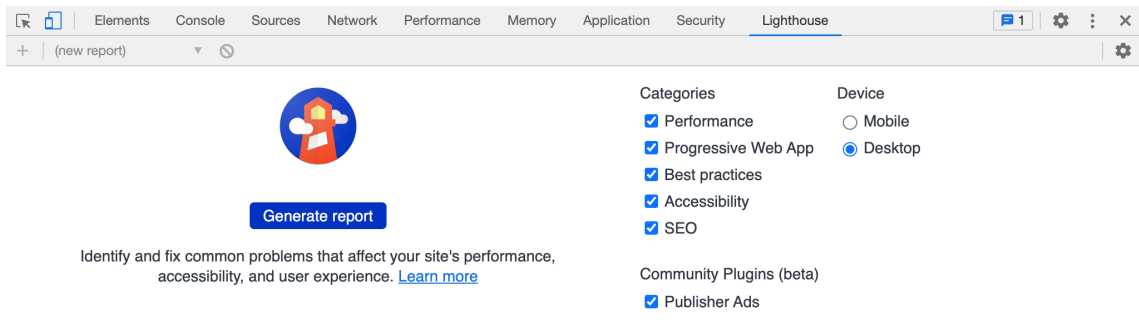 Elements Console Sources Network Performance Memory Application Security Lighthouse 1
(new report)
Categories Device
Performance Mobile
Progressive Web App Desktop
Best practices
Accessibility
SEO
Generate report
Identify and fix common problems that affect your site's performance,
accessibility, and user experience. Learn more
Community Plugins (beta)
Publisher Ads